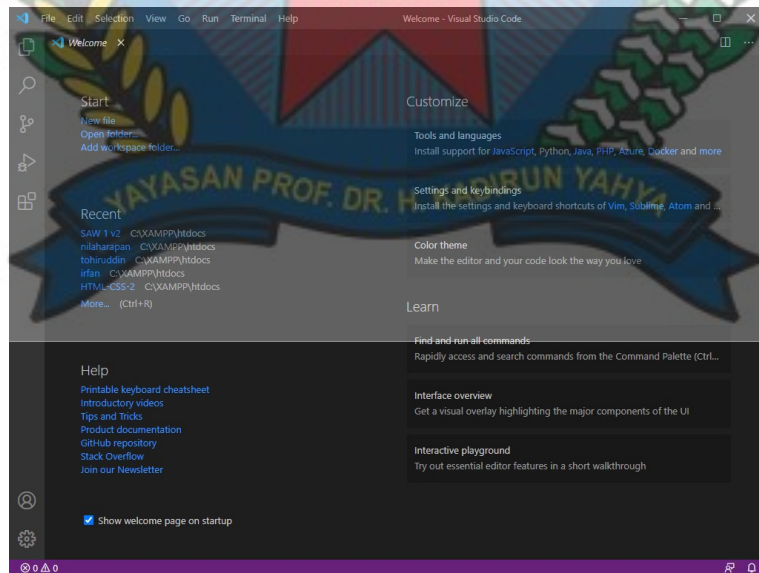 File Edit Selection View Go Run Terminal Help
Welcome - Visual Studio Code
Welcome
Start
New file
Open folder...
Add workspace folder...
Recent
SAW 1 v2 C:\XAMPP\htdocs
nilaharapan C:\XAMPP\htdocs
tohiruddin C:\XAMPP\htdocs
irfan C:\XAMPP\htdocs
HTML-CSS-2 C:\XAMPP\htdocs
More... (Ctrl+R)
Help
Printable keyboard cheatsheet
Introductory videos
Tips and Tricks
Product documentation
GitHub repository
Stack Overflow
Join our Newsletter
Show welcome page on startup
Customize
Tools and languages
Install support for JavaScript, Python, Java, PHP, Azure, Docker and more
Settings and keybindings
Install the settings and keyboard shortcuts of Vim, Sublime, Atom and ...
Color theme
Make the editor and your code look the way you love
Learn
Find and run all commands
Rapidly access and search commands from the Command Palette (Ctrl...
Interface overview
Get a visual overlay highlighting the major components of the UI
Interactive playground
Try out essential editor features in a short walkthrough
YAYASAN PROF. DR. H. KADIRUN YAHYA
0 0